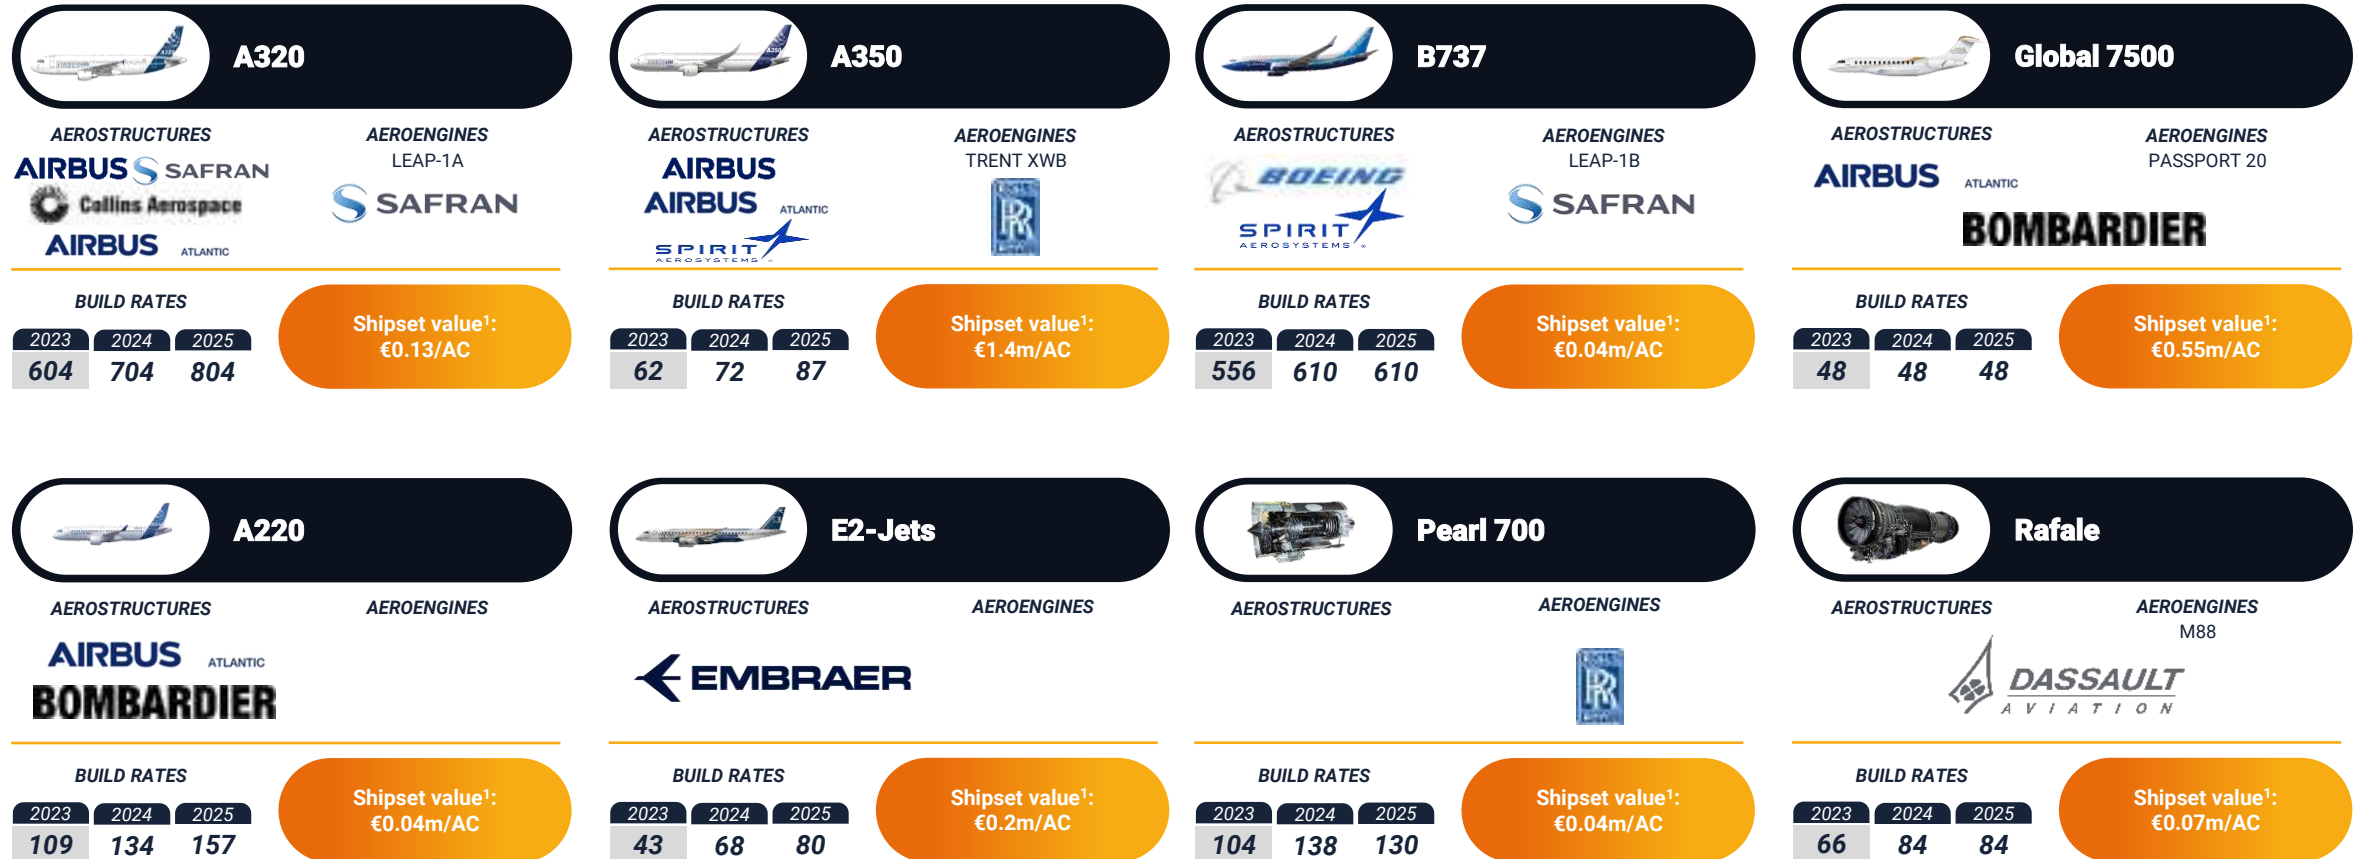 A320
AEROSTRUCTURES
AEROENGINES
AIRBUS SAFRAN
LEAP-1A
Collins Aerospace
SAFRAN
AIRBUS ATLANTIC
BUILD RATES
2023 2024 2025
604 704 804
Shipset value¹:
€0.13/AC
A350
AEROSTRUCTURES
AEROENGINES
AIRBUS
TRENT XWB
AIRBUS ATLANTIC
RR
SPIRIT
AEROSYSTEMS
BUILD RATES
2023 2024 2025
62 72 87
Shipset value¹:
€1.4m/AC
B737
AEROSTRUCTURES
AEROENGINES
BOEING
LEAP-1B
SPIRIT
AEROSYSTEMS
SAFRAN
BUILD RATES
2023 2024 2025
556 610 610
Shipset value¹:
€0.04m/AC
Global 7500
AEROSTRUCTURES
AEROENGINES
AIRBUS ATLANTIC
PASSPORT 20
BOMBARDIER
BUILD RATES
2023 2024 2025
48 48 48
Shipset value¹:
€0.55m/AC
A220
AEROSTRUCTURES
AEROENGINES
AIRBUS ATLANTIC
BOMBARDIER
BUILD RATES
2023 2024 2025
109 134 157
Shipset value¹:
€0.04m/AC
E2-Jets
AEROSTRUCTURES
AEROENGINES
EMBRAER
BUILD RATES
2023 2024 2025
43 68 80
Shipset value¹:
€0.2m/AC
Pearl 700
AEROSTRUCTURES
AEROENGINES
RR
BUILD RATES
2023 2024 2025
104 138 130
Shipset value¹:
€0.04m/AC
Rafale
AEROSTRUCTURES
AEROENGINES
M88
DASSAULT
AVIATION
BUILD RATES
2023 2024 2025
66 84 84
Shipset value¹:
€0.07m/AC